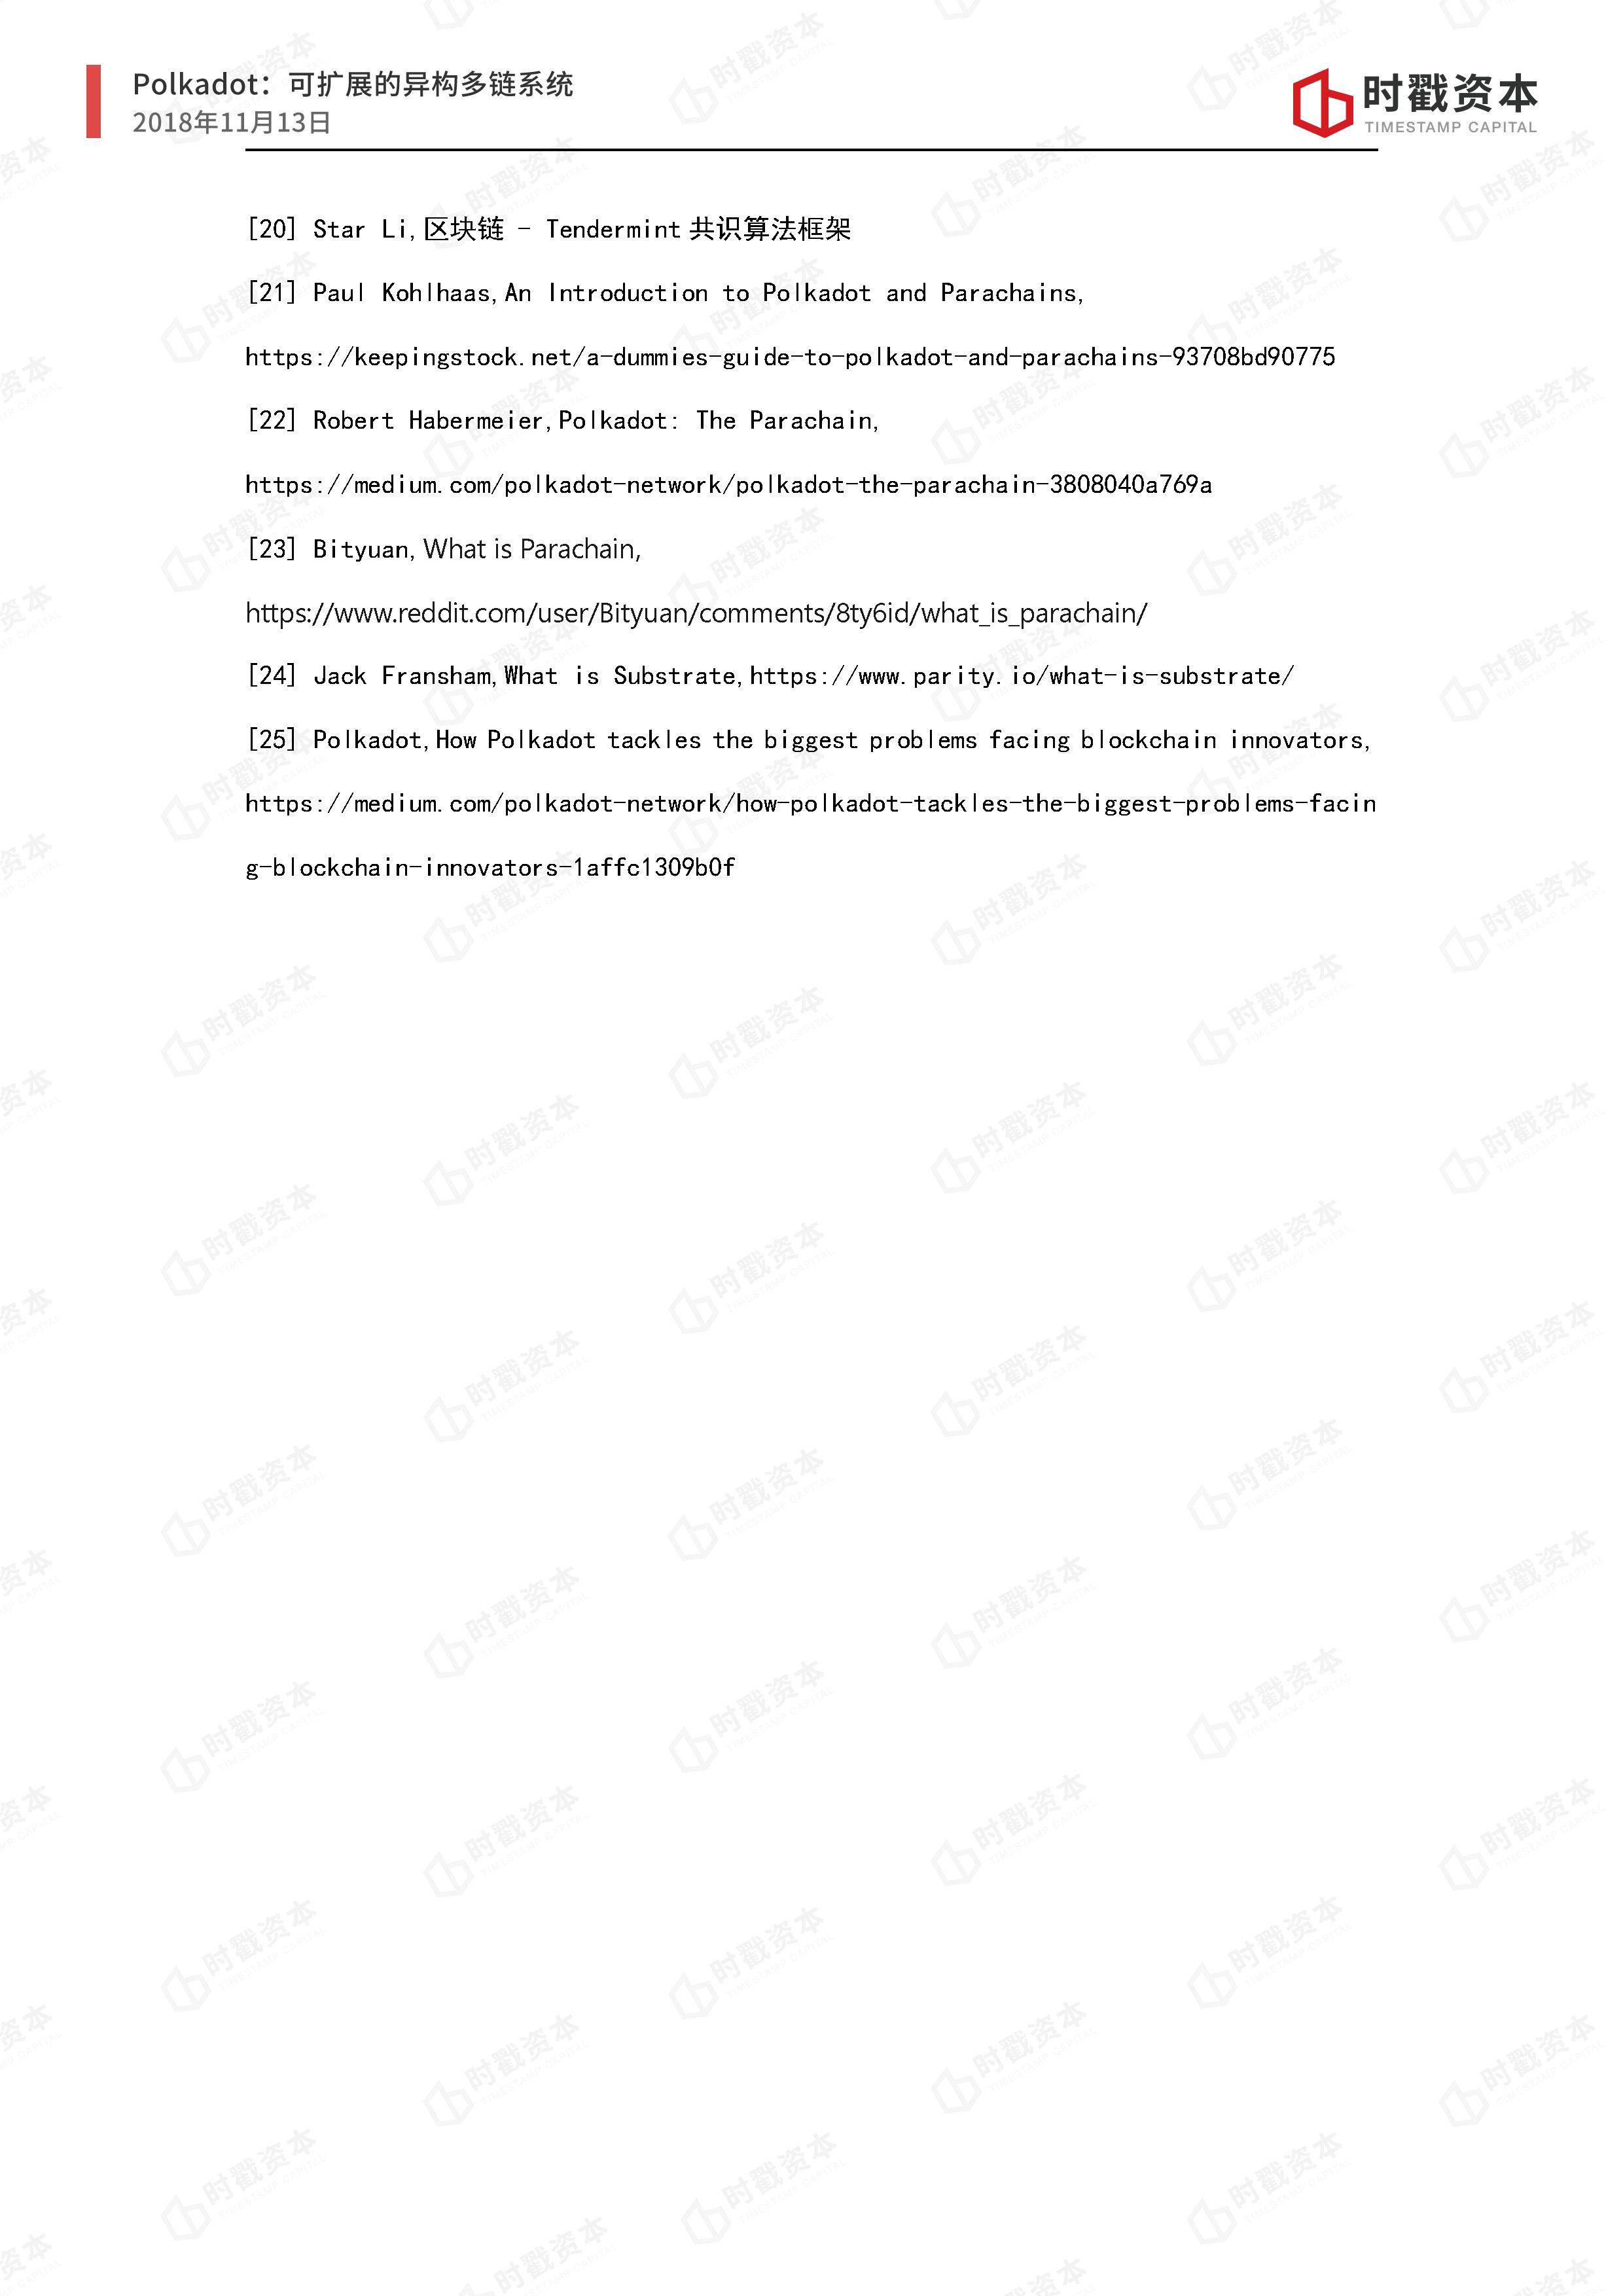 Polkadot：可扩展的异构多链系统
2018年11月13日
时戳资本
TIMESTAMP CAPITAL
[20] Star Li,区块链 - Tendermint 共识算法框架
[21] Paul Kohlhaas,An Introduction to Polkadot and Parachains,
https://keepingstock.net/a-dummies-guide-to-polkadot-and-parachains-93708bd90775
[22] Robert Habermeier,Polkadot: The Parachain,
https://medium.com/polkadot-network/polkadot-the-parachain-3808040a769a
[23] Bityuan, What is Parachain,
https://www.reddit.com/user/Bityuan/comments/8ty6id/what_is_parachain/
[24] Jack Fransham,What is Substrate,https://www.parity.io/what-is-substrate/
[25] Polkadot,How Polkadot tackles the biggest problems facing blockchain innovators,
https://medium.com/polkadot-network/how-polkadot-tackles-the-biggest-problems-facin
g-blockchain-innovators-1affc1309b0f